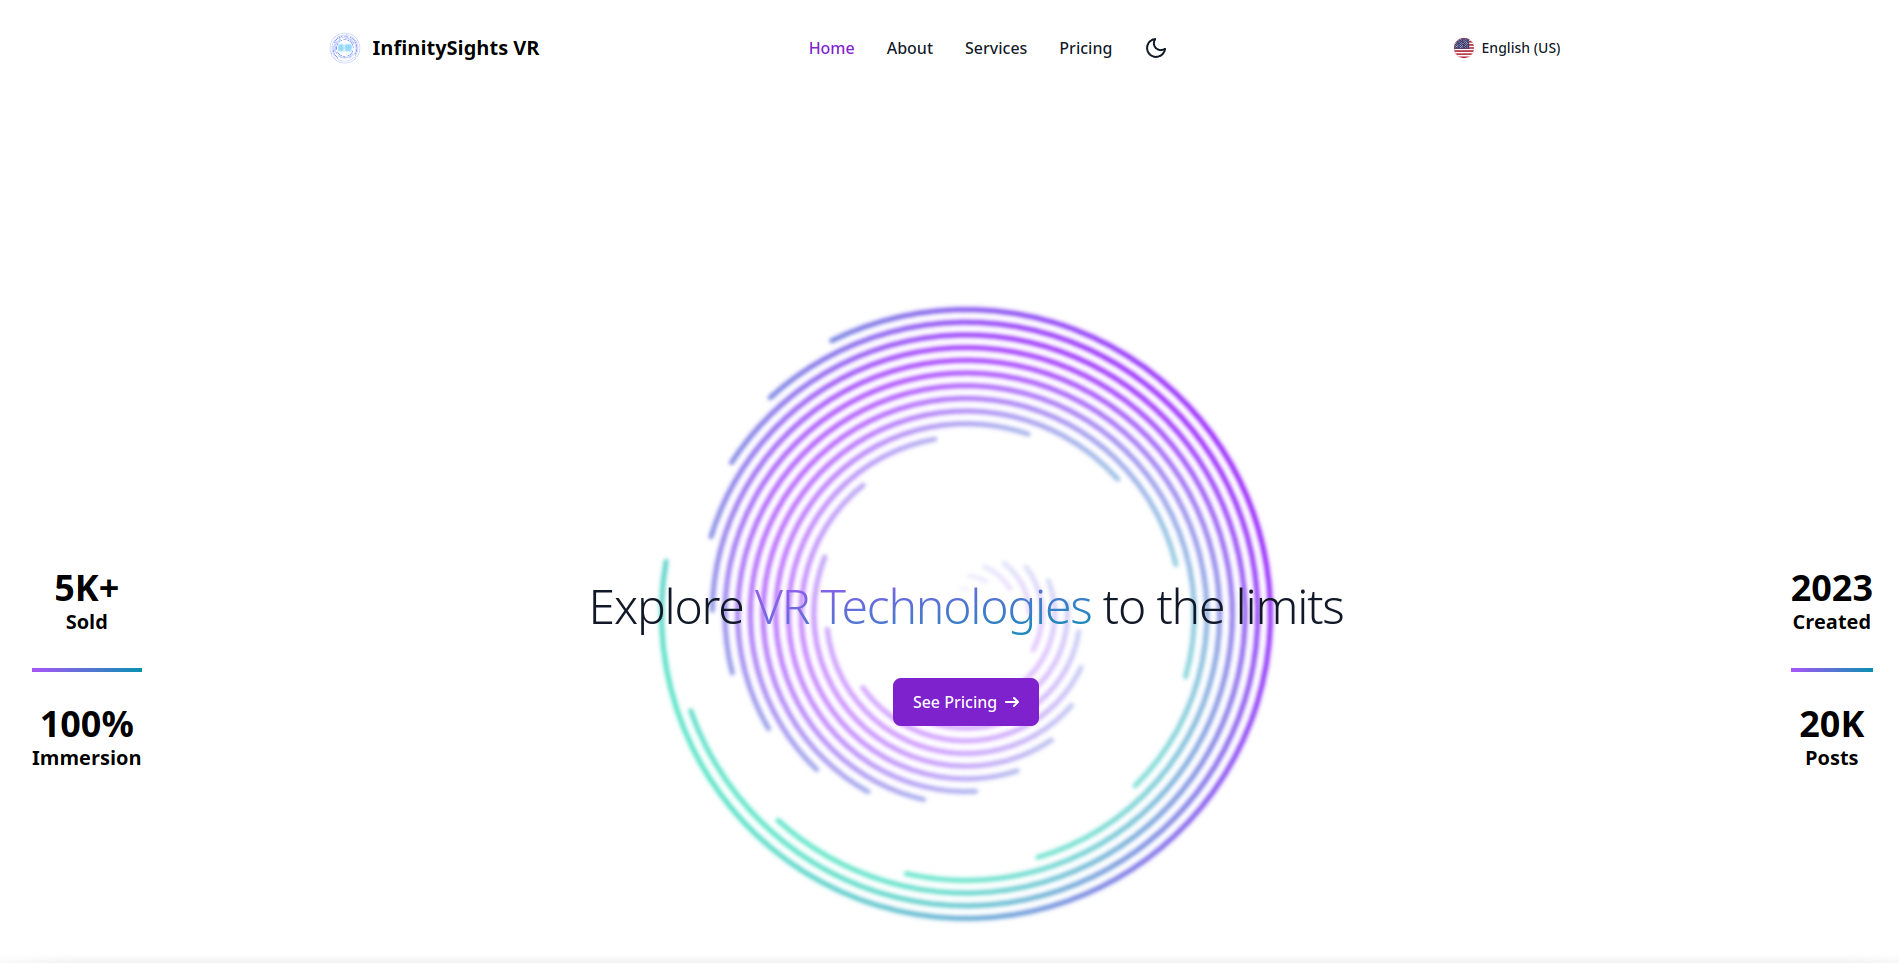 InfinitySights VR
Home
About
Services
Pricing
English (US)
5K+
Sold
100%
Immersion
Explore VR Technologies to the limits
See Pricing
2023
Created
20K
Posts